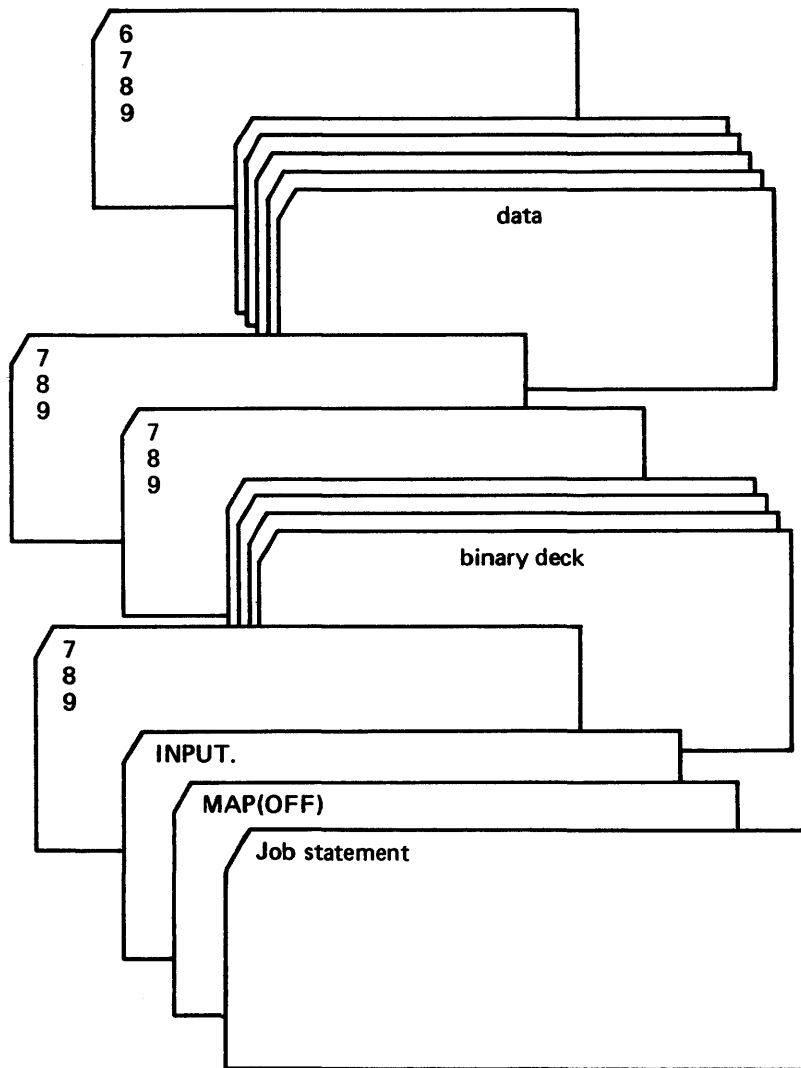 6
7
8
9
data
7
8
9
7
8
9
binary deck
7
8
9
INPUT.
MAP(OFF)
Job statement